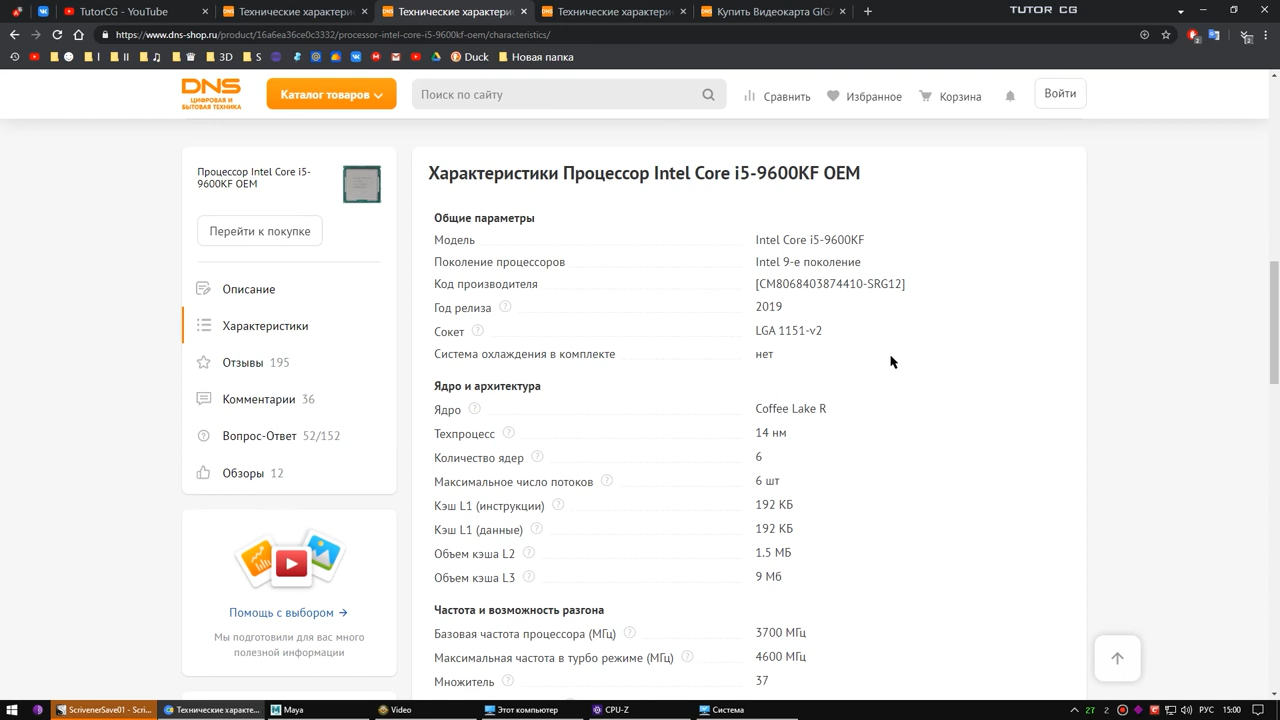 TutorCG - YouTube
Технические характери
Технические характери
Технические характери
Купить Видеокарта GIGA
TUTOR CG
https://www.dns-shop.ru/product/16a6ea36ce0c3332/processor-intel-core-i5-9600kf-oem/characteristics/
I
II
3D
S
Duck
Новая папка
DNS
ЦИФРОВАЯ И
БЫТОВАЯ ТЕХНИКА
Каталог товаров
Поиск по сайту
Сравнить
Избранное
Корзина
Войти
Процессор Intel Core i5-
9600KF OEM
Перейти к покупке
Описание
Характеристики
Отзывы 195
Комментарии 36
Вопрос-Ответ 52/152
Обзоры 12
Помощь с выбором →
Мы подготовили для вас много
полезной информации
Характеристики Процессор Intel Core i5-9600KF OEM
Общие параметры
Модель Intel Core i5-9600KF
Поколение процессоров Intel 9-е поколение
Код производителя [CM8068403874410-SRG12]
Год релиза 2019
Сокет LGA 1151-v2
Система охлаждения в комплекте нет
Ядро и архитектура
Ядро Coffee Lake R
Техпроцесс 14 нм
Количество ядер 6
Максимальное число потоков 6 шт
Кэш L1 (инструкции) 192 КБ
Кэш L1 (данные) 192 КБ
Объем кэша L2 1.5 МБ
Объем кэша L3 9 Мб
Частота и возможность разгона
Базовая частота процессора (МГц) 3700 МГц
Максимальная частота в турбо режиме (МГц) 4600 МГц
Множитель 37
ScrivenerSave01 - Scri...
Технические характе...
Maya
Video
Этот компьютер
CPU-Z
Система
27
2
РУС
15:00